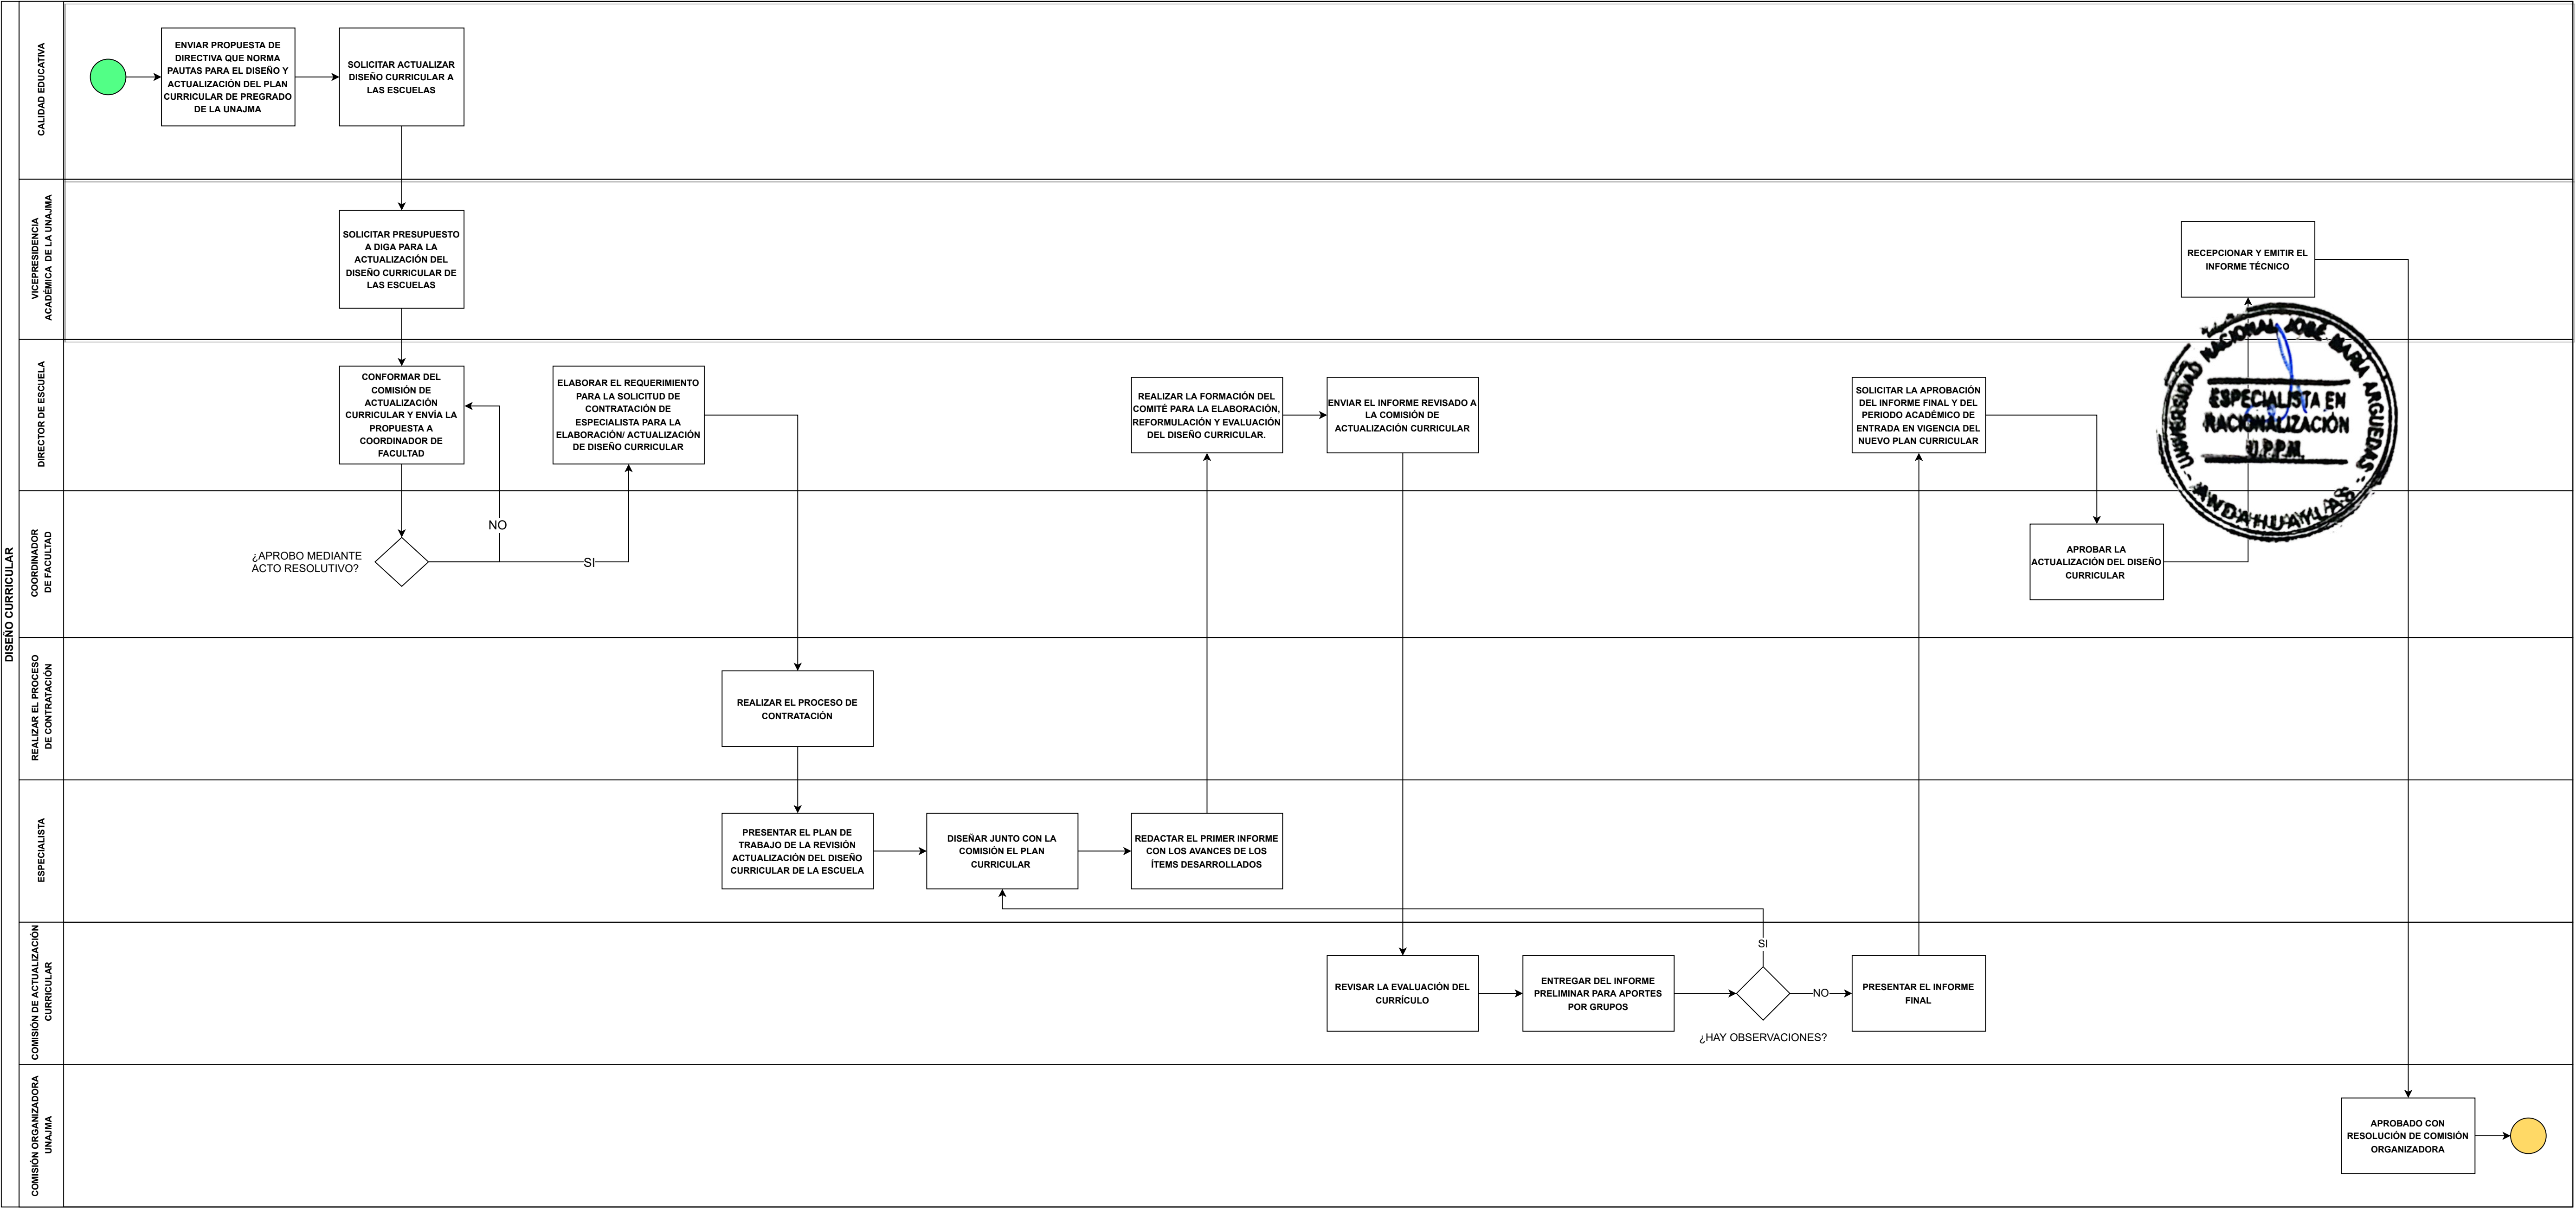 DISEÑO CURRICULAR
CALIDAD EDUCATIVA
ENVIAR PROPUESTA DE
DIRECTIVA QUE NORMA
PAUTAS PARA EL DISEÑO Y
ACTUALIZACIÓN DEL PLAN
CURRICULAR DE PREGRADO
DE LA UNAJMA
SOLICITAR ACTUALIZAR
DISEÑO CURRICULAR A
LAS ESCUELAS
VICEPRESIDENCIA
ACADÉMICA DE LA UNAJMA
SOLICITAR PRESUPUESTO
A DIGA PARA LA
ACTUALIZACIÓN DEL
DISEÑO CURRICULAR DE
LAS ESCUELAS
RECEPCIONAR Y EMITIR EL
INFORME TÉCNICO
DIRECTOR DE ESCUELA
CONFORMAR DEL
COMISIÓN DE
ACTUALIZACIÓN
CURRICULAR Y ENVÍA LA
PROPUESTA A
COORDINADOR DE
FACULTAD
ELABORAR EL REQUERIMIENTO
PARA LA SOLICITUD DE
CONTRATACIÓN DE
ESPECIALISTA PARA LA
ELABORACIÓN/ ACTUALIZACIÓN
DE DISEÑO CURRICULAR
REALIZAR LA FORMACIÓN DEL
COMITÉ PARA LA ELABORACIÓN,
REFORMULACIÓN Y EVALUACIÓN
DEL DISEÑO CURRICULAR.
ENVIAR EL INFORME REVISADO A
LA COMISIÓN DE
ACTUALIZACIÓN CURRICULAR
SOLICITAR LA APROBACIÓN
DEL INFORME FINAL Y DEL
PERIODO ACADÉMICO DE
ENTRADA EN VIGENCIA DEL
NUEVO PLAN CURRICULAR
UNIVERSIDAD NACIONAL JOSÉ MARÍA ARGUEDAS
ESPECIALISTA EN
RACIONALIZACIÓN
U.P.P.M.
- ANDAHUAYLAS -
COORDINADOR
DE FACULTAD
¿APROBO MEDIANTE
ACTO RESOLUTIVO?
NO
SI
APROBAR LA
ACTUALIZACIÓN DEL DISEÑO
CURRICULAR
REALIZAR EL PROCESO
DE CONTRATACIÓN
REALIZAR EL PROCESO DE
CONTRATACIÓN
ESPECIALISTA
PRESENTAR EL PLAN DE
TRABAJO DE LA REVISIÓN
ACTUALIZACIÓN DEL DISEÑO
CURRICULAR DE LA ESCUELA
DISEÑAR JUNTO CON LA
COMISIÓN EL PLAN
CURRICULAR
REDACTAR EL PRIMER INFORME
CON LOS AVANCES DE LOS
ÍTEMS DESARROLLADOS
COMISIÓN DE ACTUALIZACIÓN
CURRICULAR
REVISAR LA EVALUACIÓN DEL
CURRÍCULO
ENTREGAR DEL INFORME
PRELIMINAR PARA APORTES
POR GRUPOS
SI
NO
¿HAY OBSERVACIONES?
PRESENTAR EL INFORME
FINAL
COMISIÓN ORGANIZADORA
UNAJMA
APROBADO CON
RESOLUCIÓN DE COMISIÓN
ORGANIZADORA